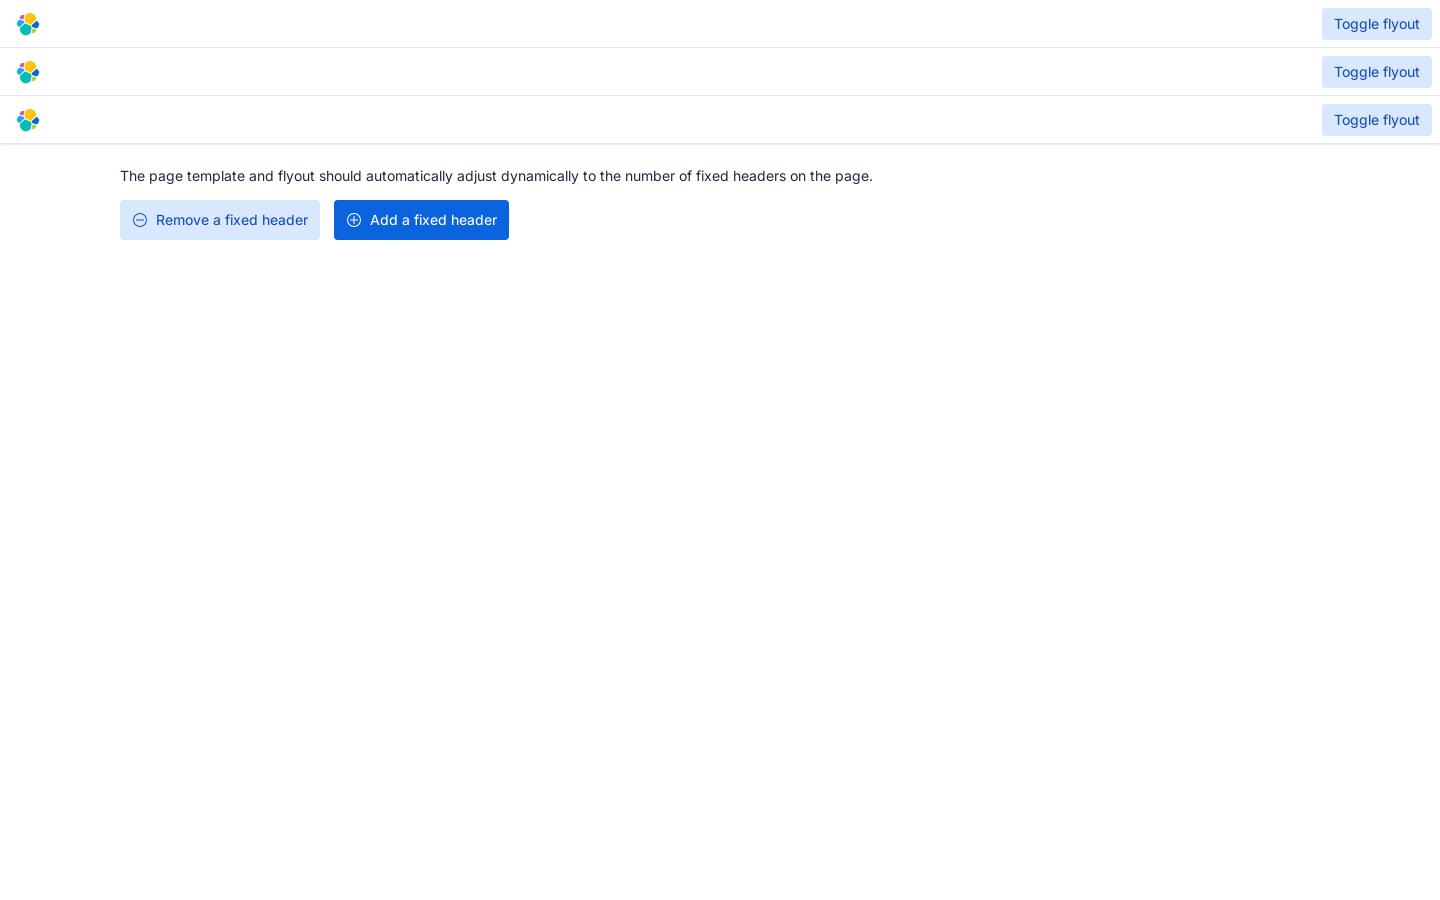 Toggle flyout
Toggle flyout
Toggle flyout
The page template and flyout should automatically adjust dynamically to the number of fixed headers on the page.
Remove a fixed header
Add a fixed header